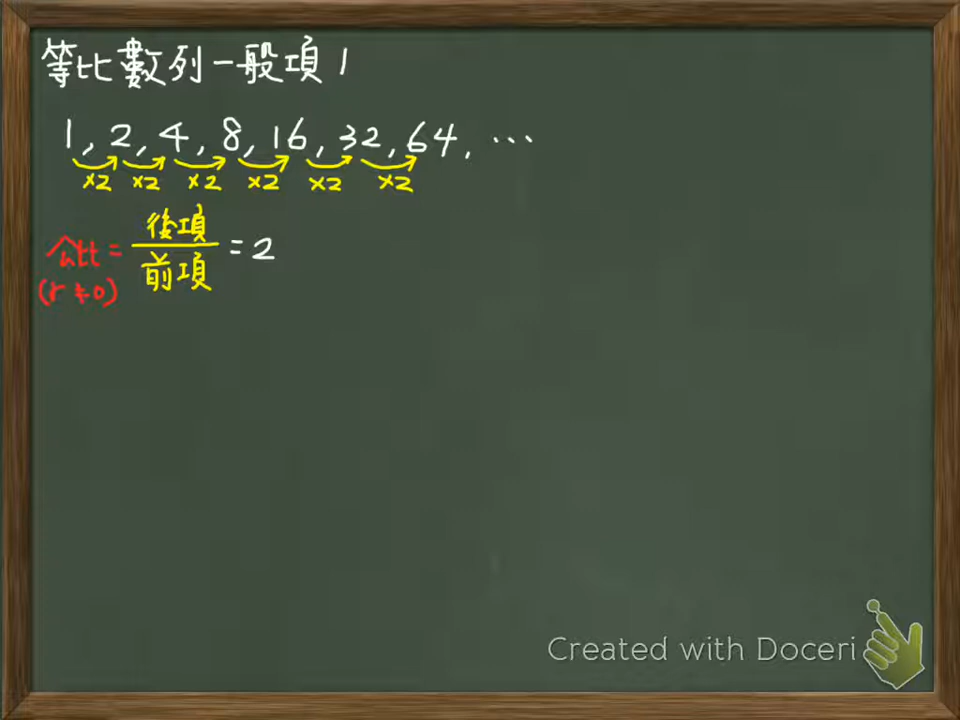 等比數列一般項 1
1, 2, 4, 8, 16, 32, 64, ...
×2 ×2 ×2 ×2 ×2 ×2
公比 = 後項/前項 = 2
(r ≠ 0)
Created with Doceri